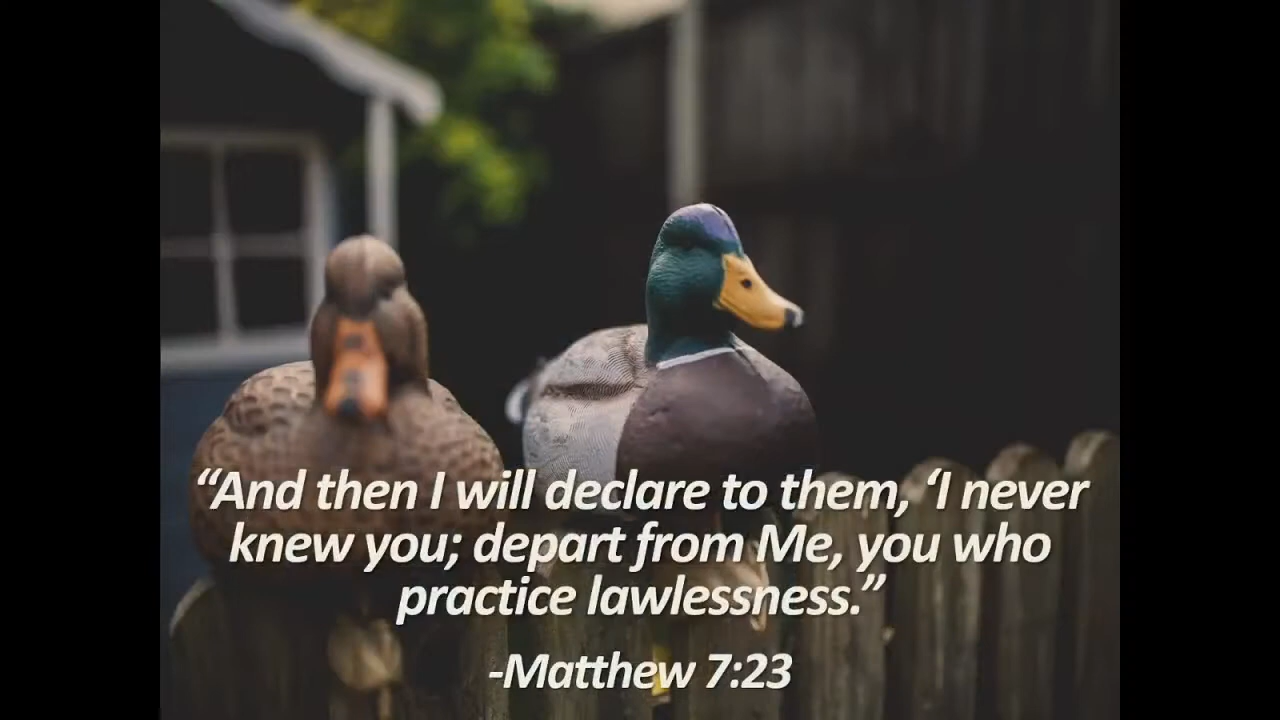 “And then I will declare to them, ‘I never
knew you; depart from Me, you who
practice lawlessness.”
-Matthew 7:23